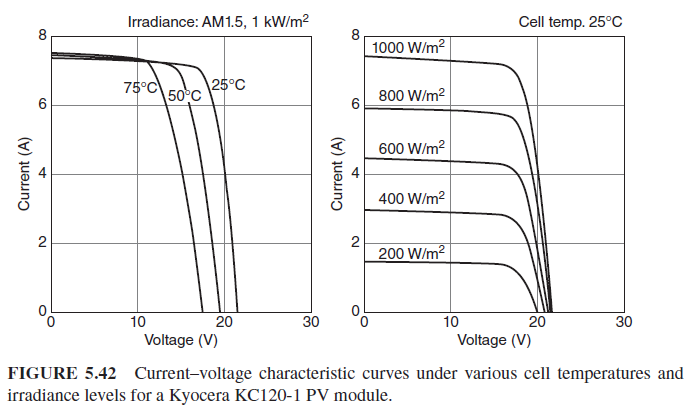 Irradiance: AM1.5, 1 kW/m²
8
6
4
2
0
Current (A)
75°C
50°C
25°C
0
10
20
30
Voltage (V)
Cell temp. 25°C
8
6
4
2
0
Current (A)
1000 W/m²
800 W/m²
600 W/m²
400 W/m²
200 W/m²
0
10
20
30
Voltage (V)
FIGURE 5.42 Current–voltage characteristic curves under various cell temperatures and
irradiance levels for a Kyocera KC120-1 PV module.